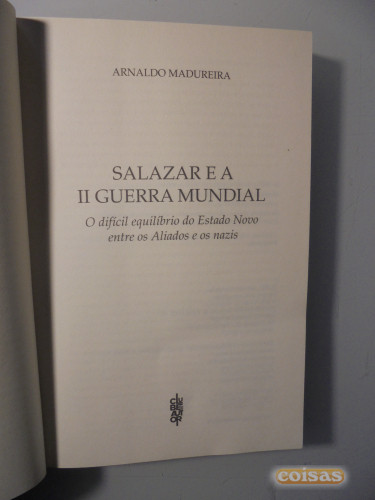 ARNALDO MADUREIRA
SALAZAR E A
II GUERRA MUNDIAL
O difícil equilíbrio do Estado Novo
entre os Aliados e os nazis
coisas